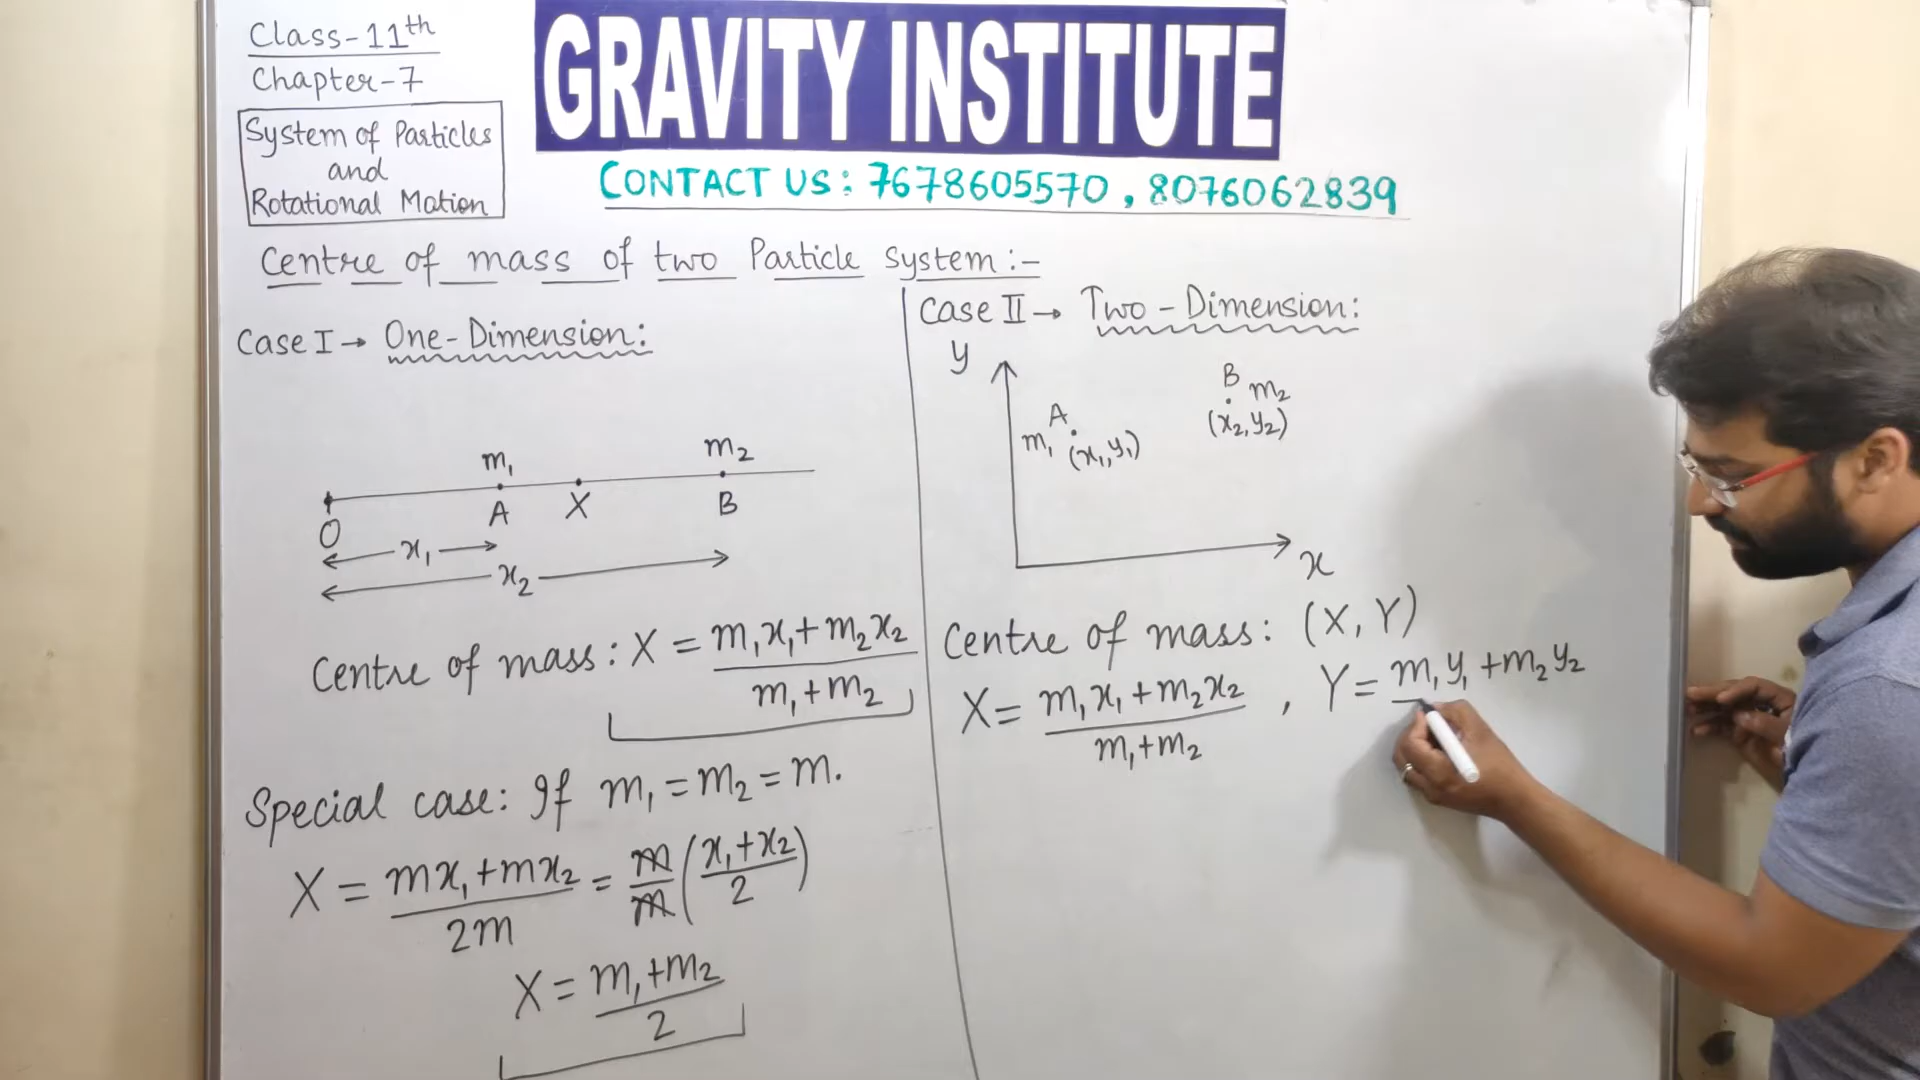 Class-11th
Chapter-7
System of Particles
and
Rotational Motion
GRAVITY INSTITUTE
CONTACT US: 7678605570, 8076062839
Centre of mass of two Particle System:-
Case I → One-Dimension:
m₁ m₂
O A X B
x₁
x₂
Centre of mass: X = (m₁x₁ + m₂x₂)/(m₁ + m₂)
Special case: If m₁ = m₂ = m.
X = (mx₁ + mx₂)/2m = m/m ((x₁ + x₂)/2)
X = (m₁ + m₂)/2
Case II → Two-Dimension:
y
B m₂
(x₂, y₂)
A
m₁ (x₁, y₁)
x
Centre of mass: (X, Y)
X = (m₁x₁ + m₂x₂)/(m₁ + m₂) , Y = m₁y₁ + m₂y₂